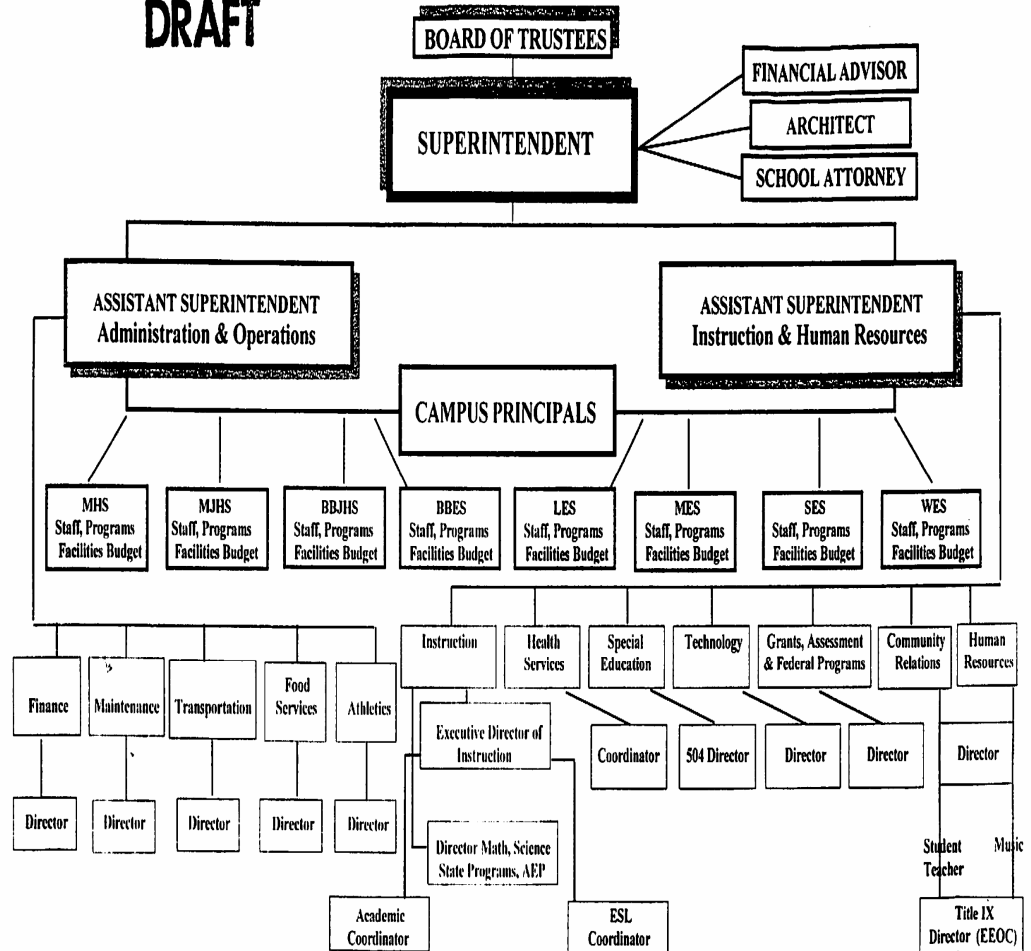 DRAFT
BOARD OF TRUSTEES
SUPERINTENDENT
FINANCIAL ADVISOR
ARCHITECT
SCHOOL ATTORNEY
ASSISTANT SUPERINTENDENT
Administration & Operations
ASSISTANT SUPERINTENDENT
Instruction & Human Resources
CAMPUS PRINCIPALS
MHS
Staff, Programs
Facilities Budget
MJHS
Staff, Programs
Facilities Budget
BBJHS
Staff, Programs
Facilities Budget
BBES
Staff, Programs
Facilities Budget
LES
Staff, Programs
Facilities Budget
MES
Staff, Programs
Facilities Budget
SES
Staff, Programs
Facilities Budget
WES
Staff, Programs
Facilities Budget
Finance
Maintenance
Transportation
Food
Services
Athletics
Director
Director
Director
Director
Director
Instruction
Health
Services
Special
Education
Technology
Grants, Assessment
& Federal Programs
Community
Relations
Human
Resources
Executive Director of
Instruction
Coordinator
504 Director
Director
Director
Director
Director Math, Science
State Programs, AEP
Student
Teacher
Music
Academic
Coordinator
ESL
Coordinator
Title IX
Director (EEOC)